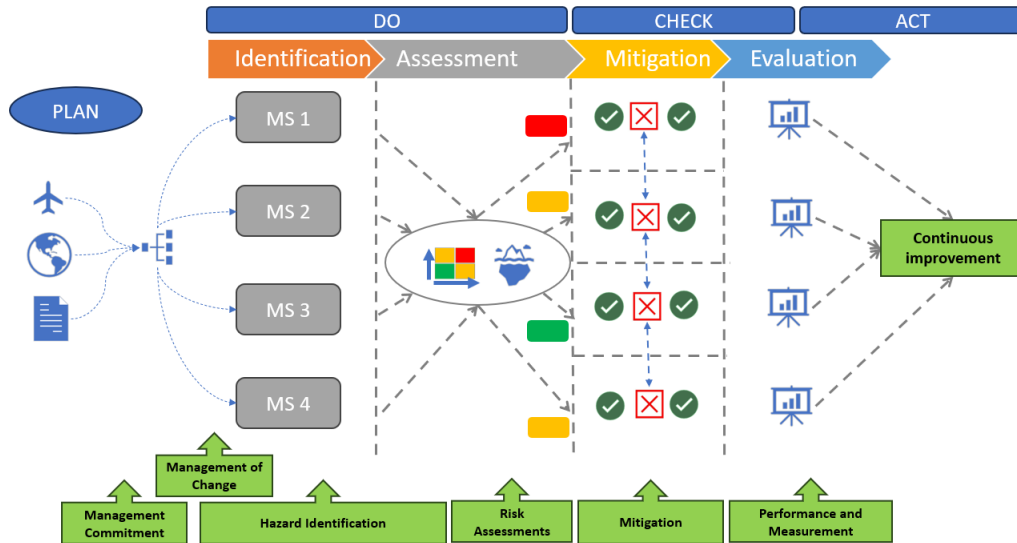 DO
CHECK
ACT
Identification
Assessment
Mitigation
Evaluation
PLAN
MS 1
MS 2
MS 3
MS 4
Continuous
improvement
Management of
Change
Management
Commitment
Hazard Identification
Risk
Assessments
Mitigation
Performance and
Measurement